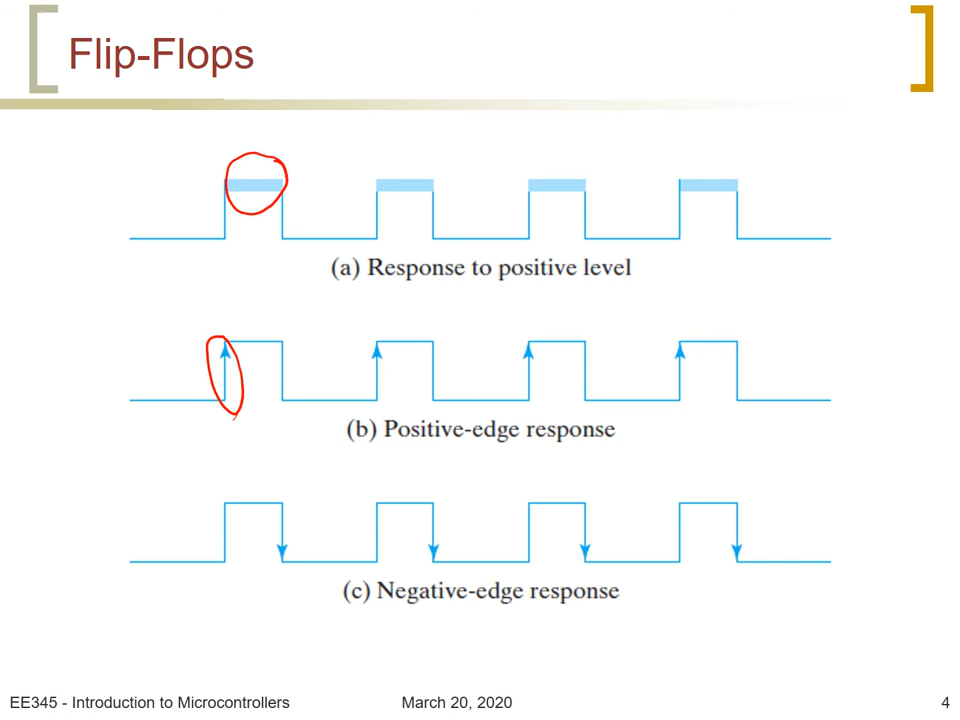 Flip-Flops
(a) Response to positive level
(b) Positive-edge response
(c) Negative-edge response
EE345 - Introduction to Microcontrollers March 20, 2020 4